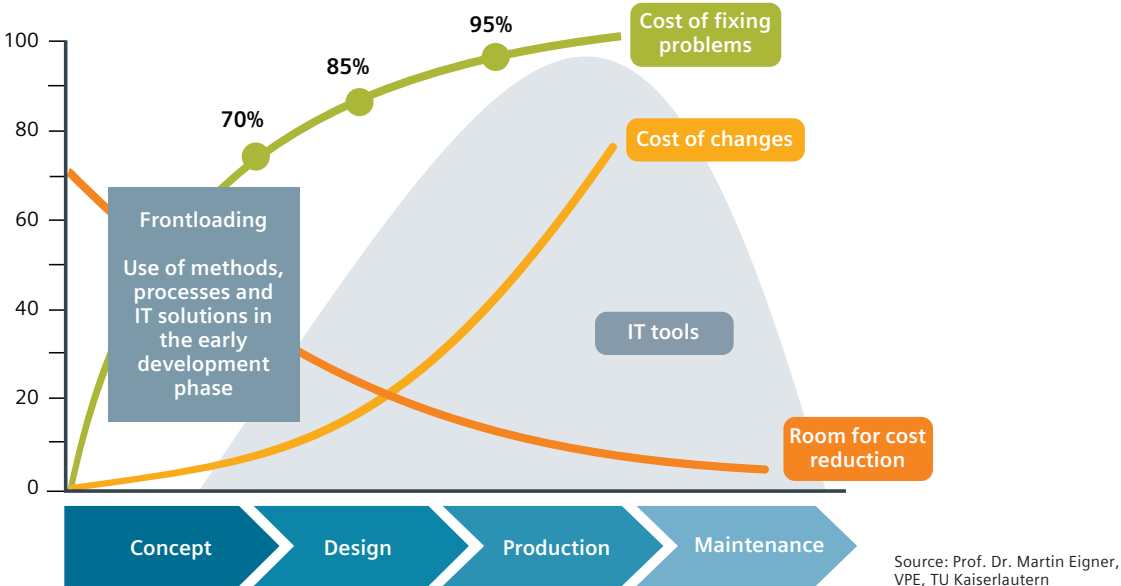 100
80
60
40
20
0
70%
85%
95%
Cost of fixing
problems
Cost of changes
Frontloading
Use of methods,
processes and
IT solutions in
the early
development
phase
IT tools
Room for cost
reduction
Concept
Design
Production
Maintenance
Source: Prof. Dr. Martin Eigner,
VPE, TU Kaiserlautern